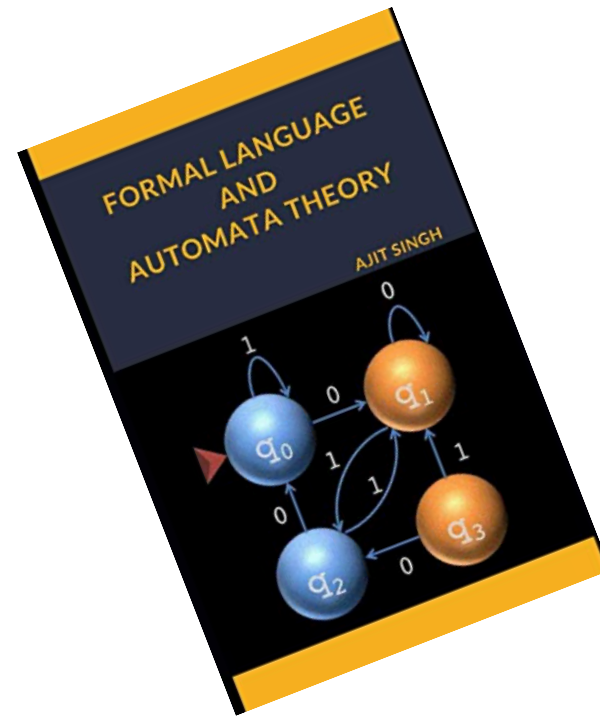 FORMAL LANGUAGE
AND
AUTOMATA THEORY
AJIT SINGH
0
1
q1
0
q0
1
1
1
0
q3
q2
0